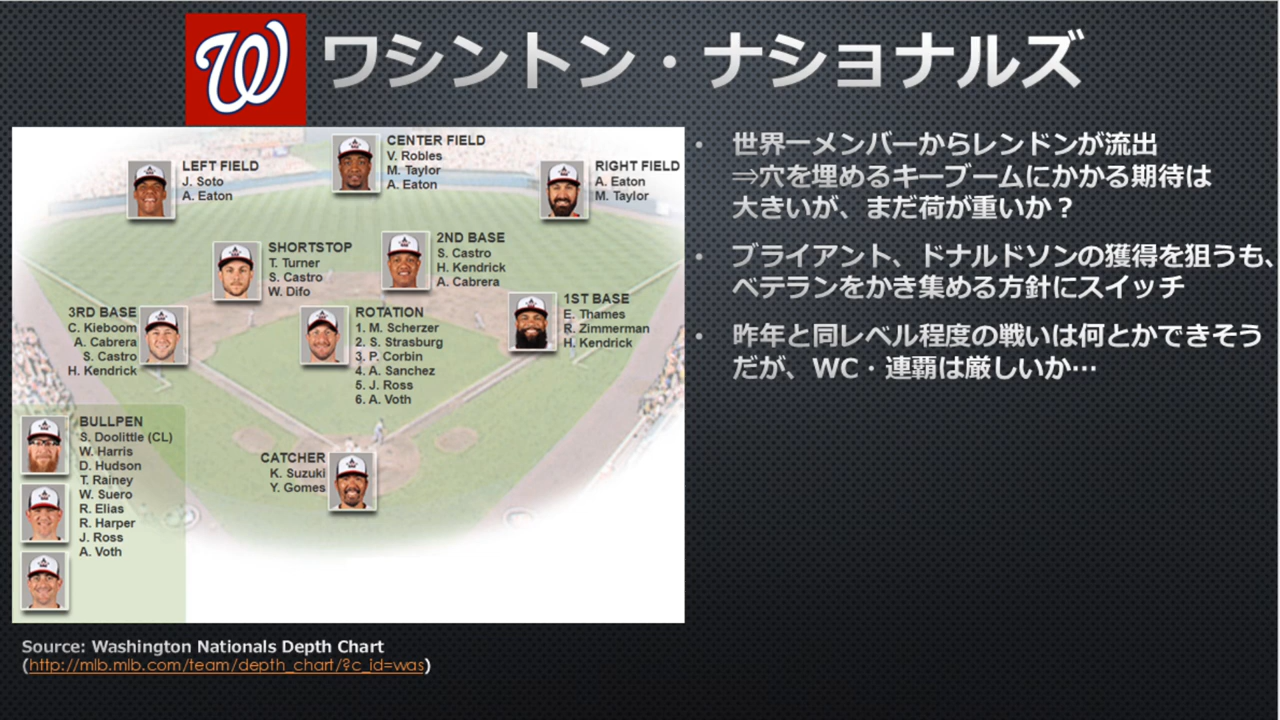 W ワシントン・ナショナルズ
CENTER FIELD
V. Robles
M. Taylor
A. Eaton
LEFT FIELD
J. Soto
A. Eaton
RIGHT FIELD
A. Eaton
M. Taylor
SHORTSTOP
T. Turner
S. Castro
W. Difo
2ND BASE
S. Castro
H. Kendrick
A. Cabrera
3RD BASE
C. Kieboom
A. Cabrera
S. Castro
H. Kendrick
ROTATION
1. M. Scherzer
2. S. Strasburg
3. P. Corbin
4. A. Sanchez
5. J. Ross
6. A. Voth
1ST BASE
E. Thames
R. Zimmerman
H. Kendrick
BULLPEN
S. Doolittle (CL)
W. Harris
D. Hudson
T. Rainey
W. Suero
R. Elias
R. Harper
J. Ross
A. Voth
CATCHER
K. Suzuki
Y. Gomes
• 世界一メンバーからレンドンが流出
⇒穴を埋めるキーブームにかかる期待は
大きいが、まだ荷が重いか？
• ブライアント、ドナルドソンの獲得を狙うも、
ベテランをかき集める方針にスイッチ
• 昨年と同レベル程度の戦いは何とかできそう
だが、WC・連覇は厳しいか…
Source: Washington Nationals Depth Chart
(http://mlb.mlb.com/team/depth_chart/?c_id=was)